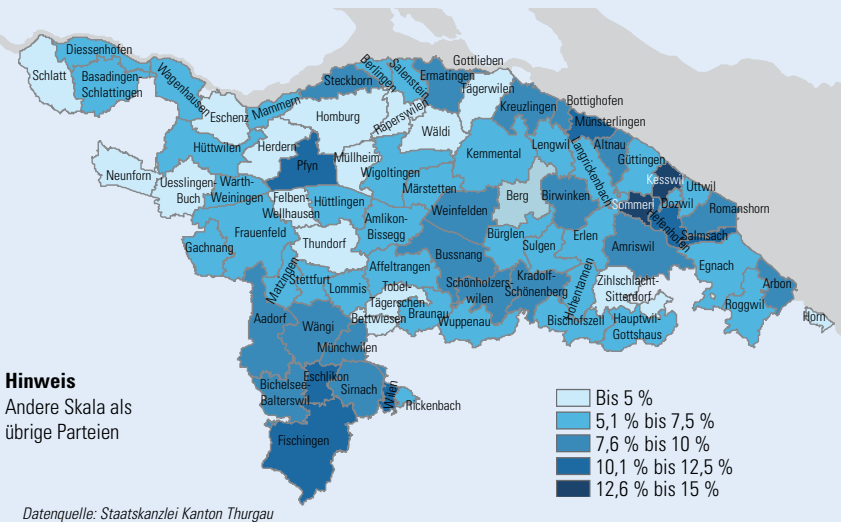 Gottlieben
Diessenhofen
Schlatt
Basadingen-
Schlattingen
Wagenhausen
Eschenz
Mammern
Steckborn
Berlingen
Salenstein
Ermatingen
Tägerwilen
Kreuzlingen
Bottighofen
Münsterlingen
Homburg
Raperswilen
Wäldi
Hüttwilen
Herdern
Pfyn
Müllheim
Wigoltingen
Märstetten
Kemmental
Lengwil
Langrickenbach
Altnau
Güttingen
Kesswil
Uttwil
Neunforn
Uesslingen-
Buch
Warth-
Weiningen
Felben-
Wellhausen
Hüttlingen
Amlikon-
Bissegg
Weinfelden
Berg
Birwinken
Sommeri
Dozwil
Hefenhofen
Romanshorn
Salmsach
Gachnang
Frauenfeld
Thundorf
Bussnang
Bürglen
Sulgen
Erlen
Amriswil
Egnach
Matzingen
Stettfurt
Lommis
Affeltrangen
Tobel-
Tägerschen
Schönholzers-
wilen
Kradolf-
Schönenberg
Hohentannen
Zihlschlacht-
Sitterdorf
Arbon
Roggwil
Horn
Aadorf
Wängi
Bettwiesen
Braunau
Wuppenau
Bischofszell
Hauptwil-
Gottshaus
Münchwilen
Bichelsee-
Balterswil
Eschlikon
Sirnach
Wilen
Rickenbach
Fischingen
Hinweis
Andere Skala als
übrige Parteien
Bis 5 %
5,1 % bis 7,5 %
7,6 % bis 10 %
10,1 % bis 12,5 %
12,6 % bis 15 %
Datenquelle: Staatskanzlei Kanton Thurgau